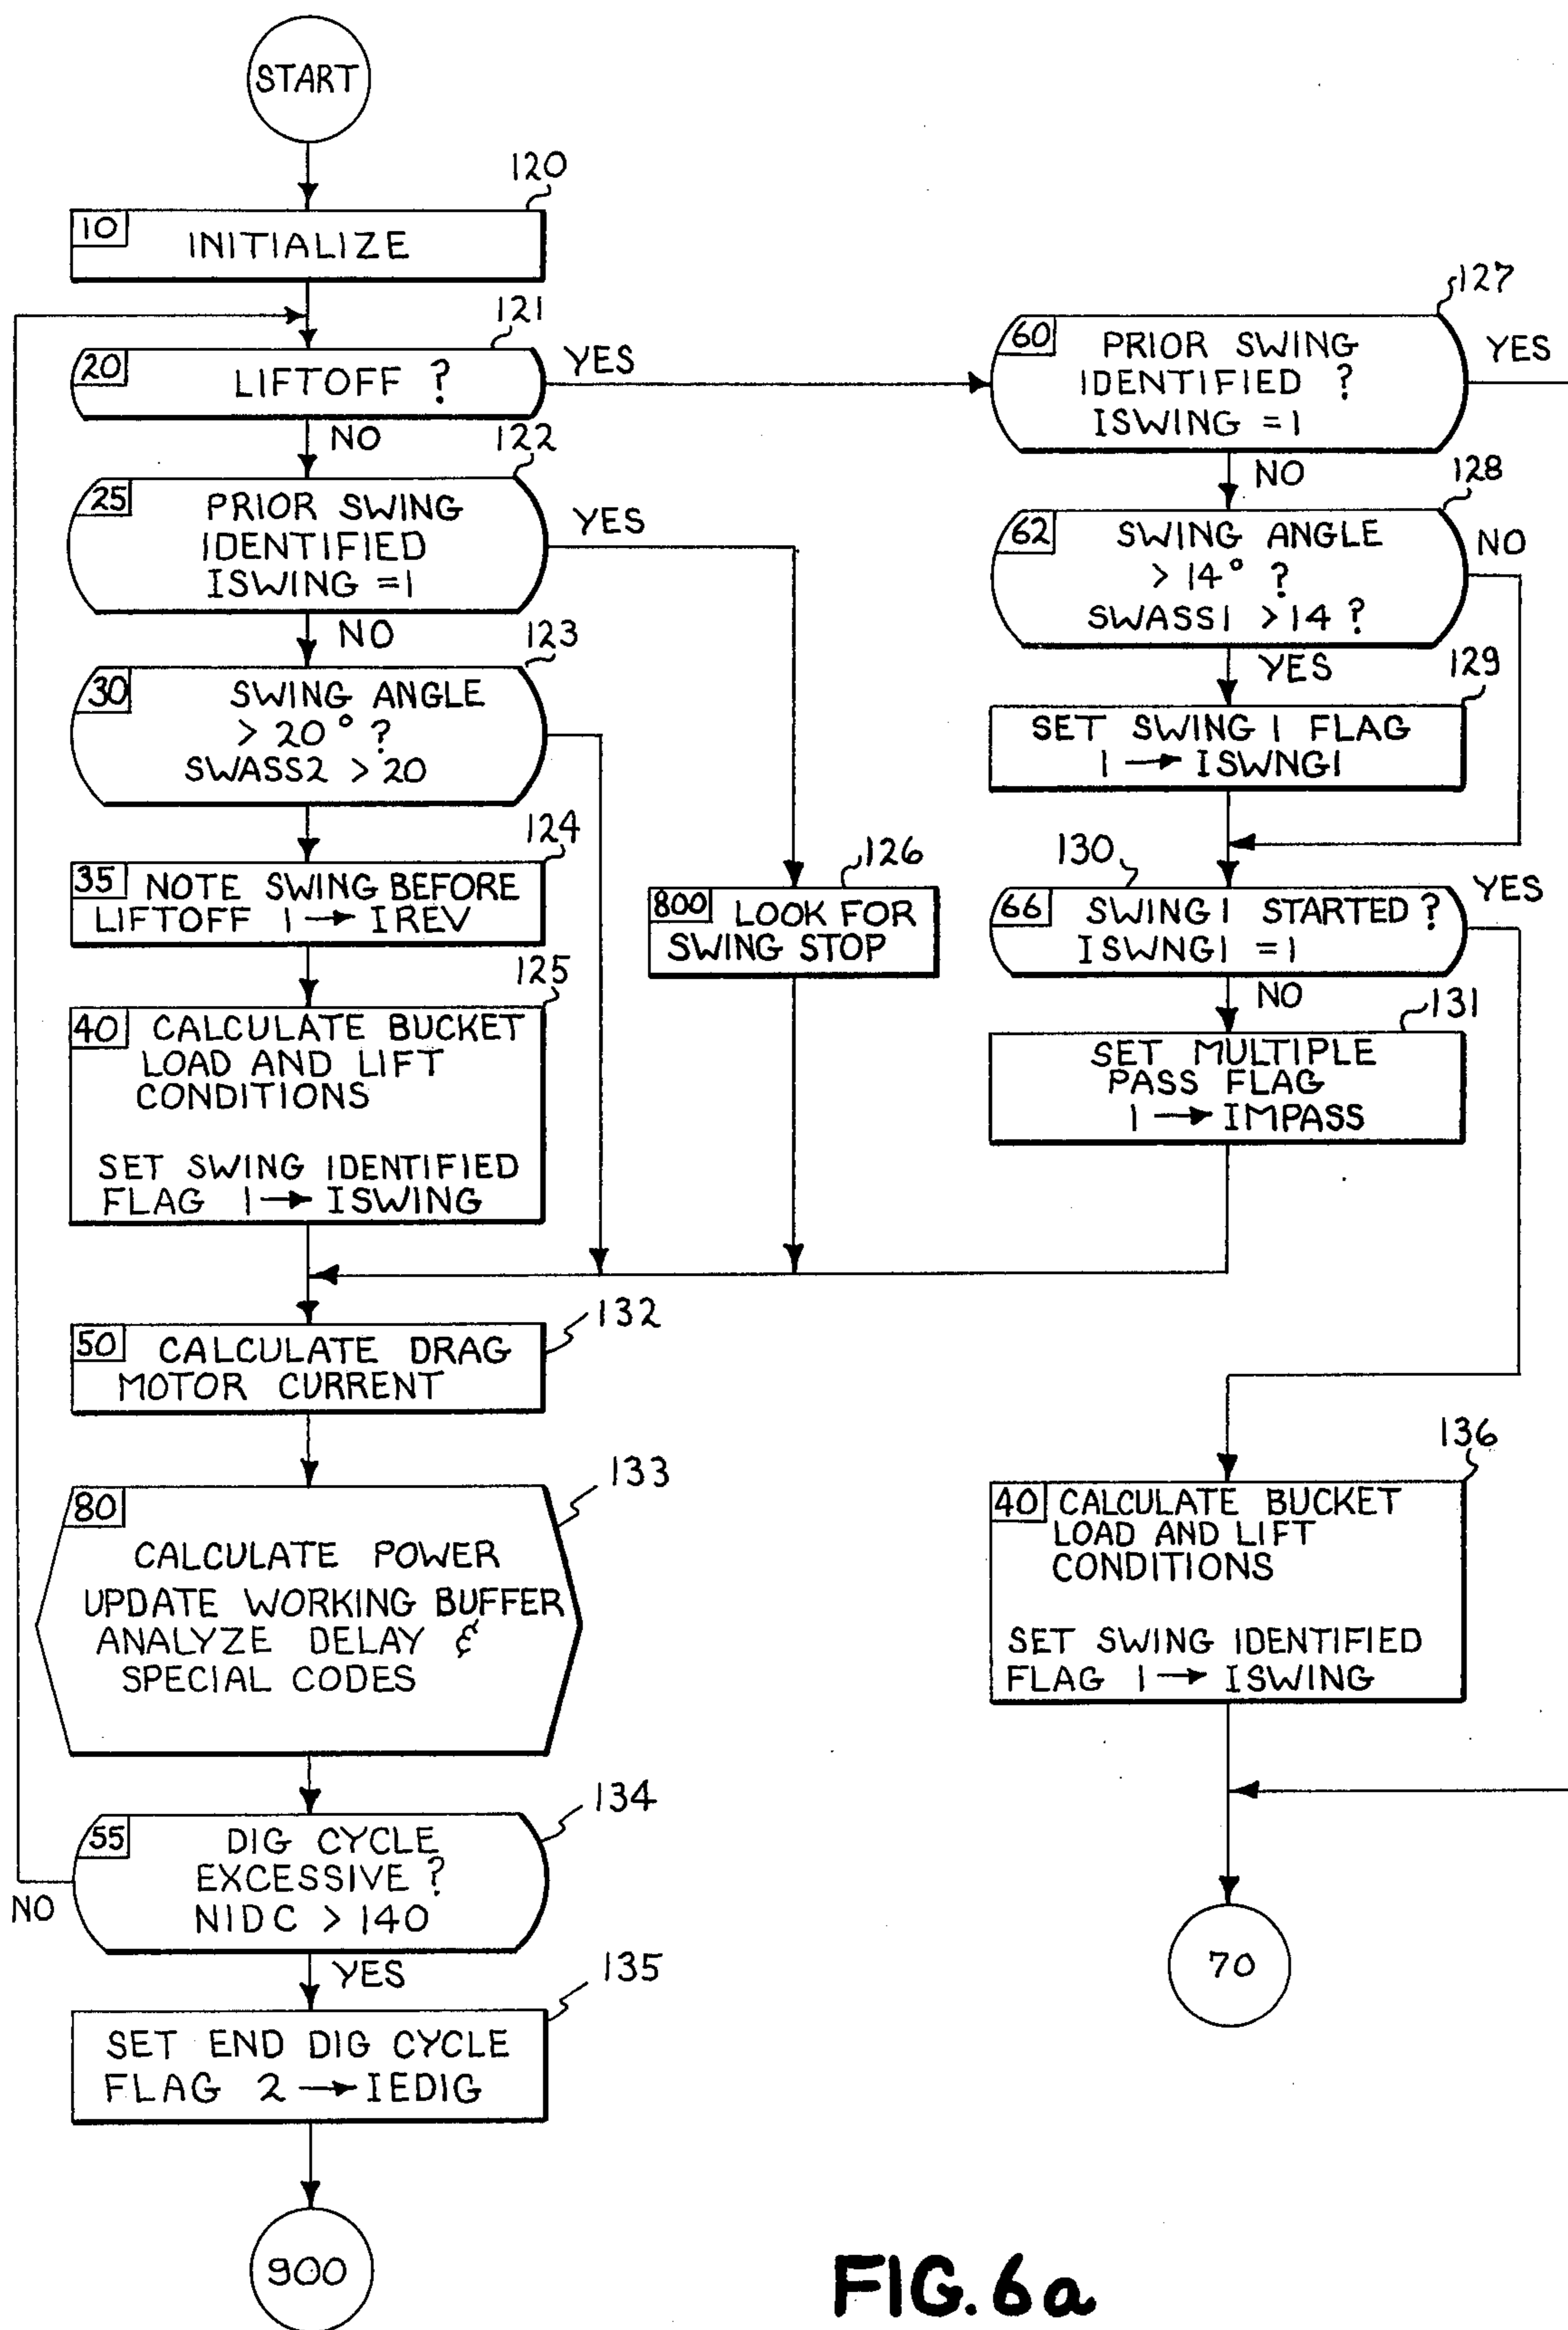 START
120
10
INITIALIZE
121
20
LIFTOFF ?
YES
NO
122
25
PRIOR SWING
IDENTIFIED
ISWING =1
YES
NO
123
30
SWING ANGLE
> 20° ?
SWASS2 > 20
124
35 NOTE SWING BEFORE
LIFTOFF 1 → IREV
125
40 CALCULATE BUCKET
LOAD AND LIFT
CONDITIONS
SET SWING IDENTIFIED
FLAG 1 → ISWING
126
800 LOOK FOR
SWING STOP
127
60
PRIOR SWING
IDENTIFIED ?
ISWING =1
YES
NO
128
62
SWING ANGLE
> 14° ?
SWASS1 > 14 ?
NO
YES
129
SET SWING 1 FLAG
1 → ISWNG1
130
66 SWING1 STARTED ?
ISWNG1 =1
YES
NO
131
SET MULTIPLE
PASS FLAG
1 → IMPASS
132
50 CALCULATE DRAG
MOTOR CURRENT
133
80
CALCULATE POWER
UPDATE WORKING BUFFER
ANALYZE DELAY &
SPECIAL CODES
134
55
DIG CYCLE
EXCESSIVE ?
NIDC > 140
NO
YES
135
SET END DIG CYCLE
FLAG 2 → IEDIG
900
136
40 CALCULATE BUCKET
LOAD AND LIFT
CONDITIONS
SET SWING IDENTIFIED
FLAG 1 → ISWING
70
FIG. 6a